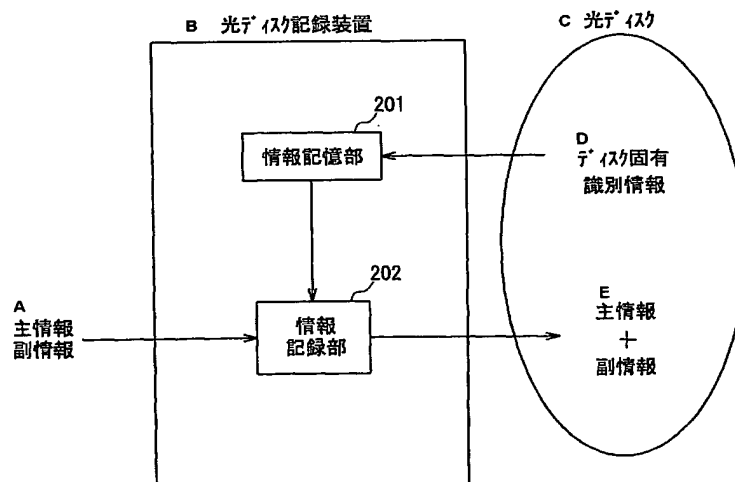 B 光ディスク記録装置
C 光ディスク
201
情報記憶部
D
ディスク固有
識別情報
202
情報
記録部
A
主情報
副情報
E
主情報
+
副情報